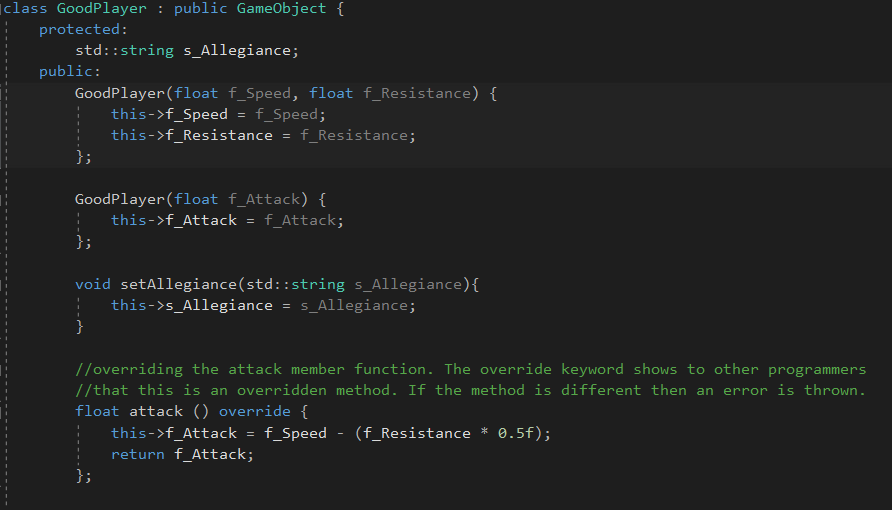 class GoodPlayer : public GameObject {
    protected:
        std::string s_Allegiance;
    public:
        GoodPlayer(float f_Speed, float f_Resistance) {
            this->f_Speed = f_Speed;
            this->f_Resistance = f_Resistance;
        };

        GoodPlayer(float f_Attack) {
            this->f_Attack = f_Attack;
        };

        void setAllegiance(std::string s_Allegiance){
            this->s_Allegiance = s_Allegiance;
        }

        //overriding the attack member function. The override keyword shows to other programmers
        //that this is an overridden method. If the method is different then an error is thrown.
        float attack () override {
            this->f_Attack = f_Speed - (f_Resistance * 0.5f);
            return f_Attack;
        };